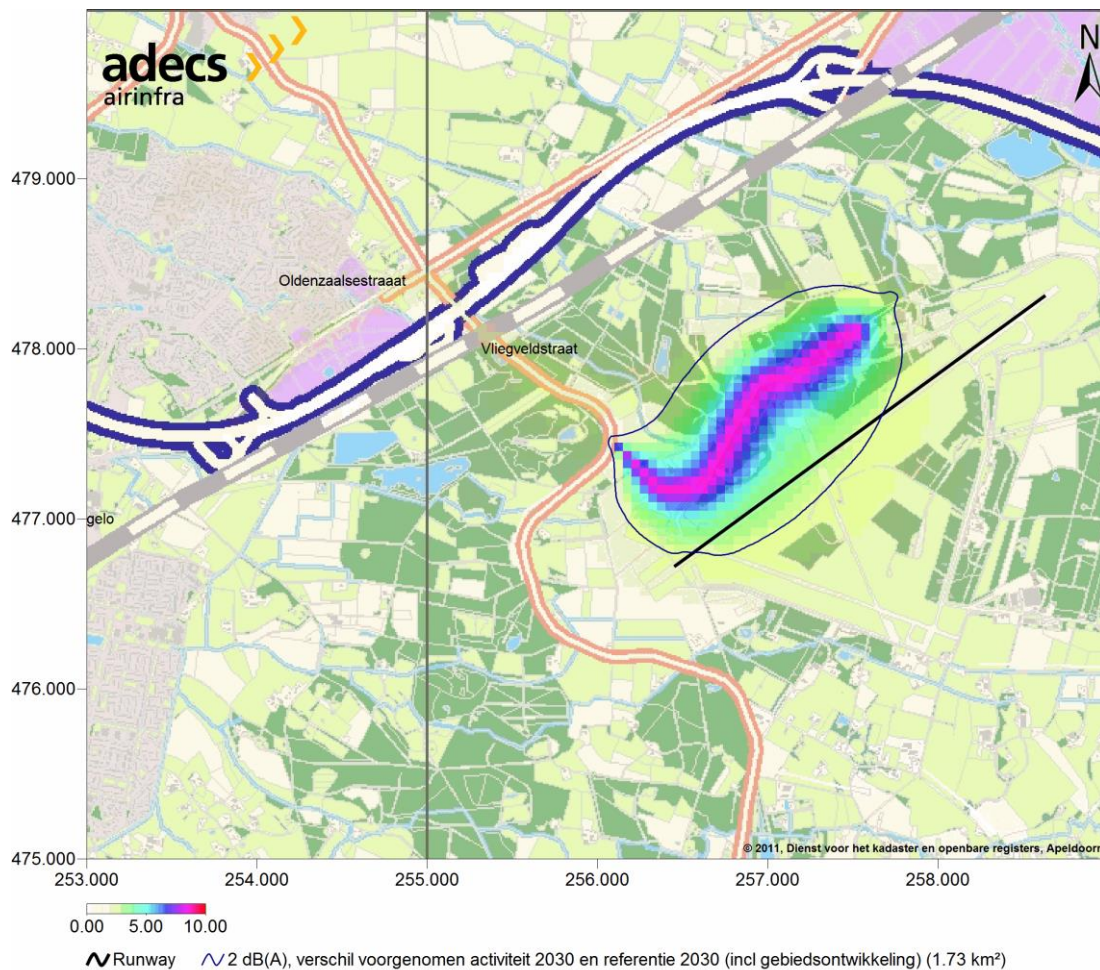 adecs
airinfra
N
479.000
Oldenzaalsestraaat
478.000
Vliegveldstraat
477.000
gelo
476.000
475.000
© 2011, Dienst voor het kadaster en openbare registers, Apeldoorn
253.000 254.000 255.000 256.000 257.000 258.000
0.00 5.00 10.00
Runway 2 dB(A), verschil voorgenomen activiteit 2030 en referentie 2030 (incl gebiedsontwikkeling) (1.73 km²)